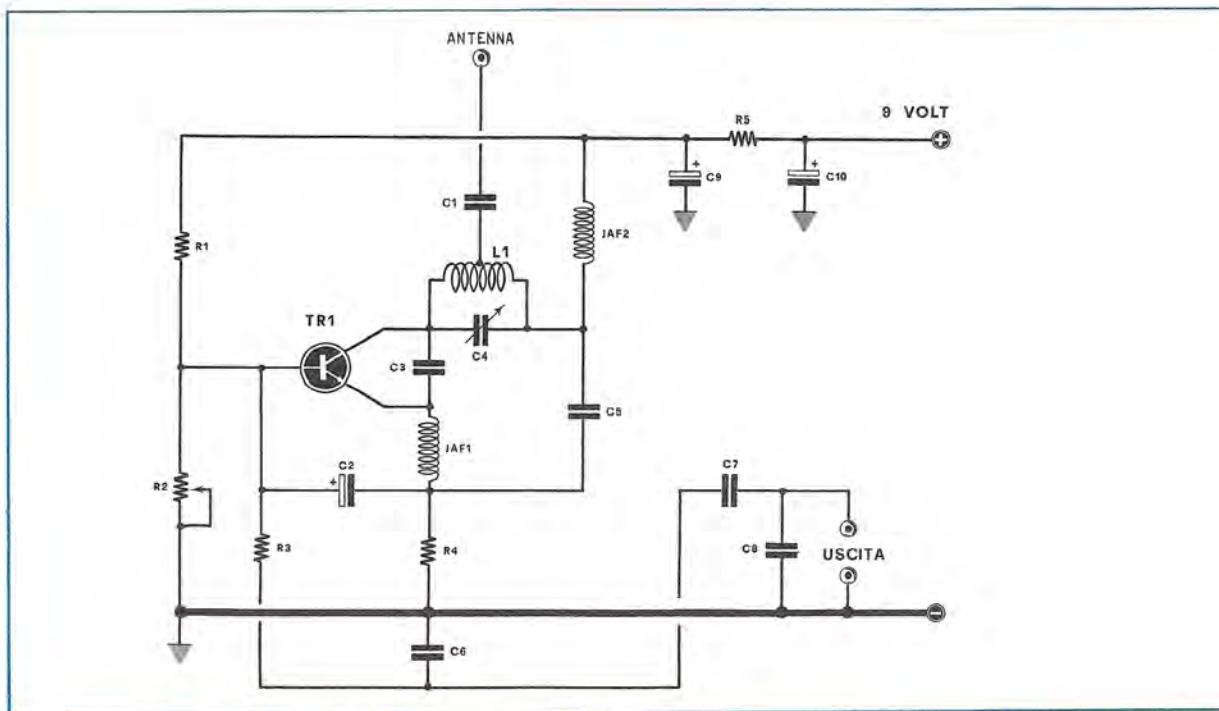 ANTENNA
9 VOLT
R5
+
C9
+
C10
C1
JAF2
R1
L1
TR1
C4
C3
C5
JAF1
C2
+
C7
R2
R3
R4
C8
USCITA
C6